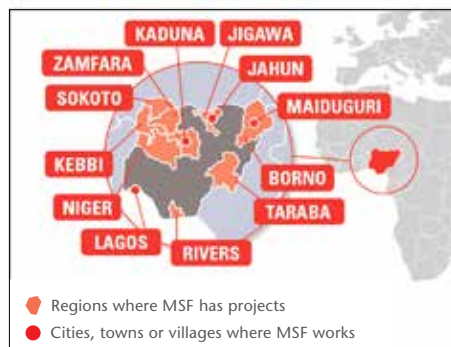 KADUNA JIGAWA
ZAMFARA JAHUN
SOKOTO MAIDUGURI
KEBBI BORNO
NIGER TARABA
LAGOS RIVERS
Regions where MSF has projects
Cities, towns or villages where MSF works